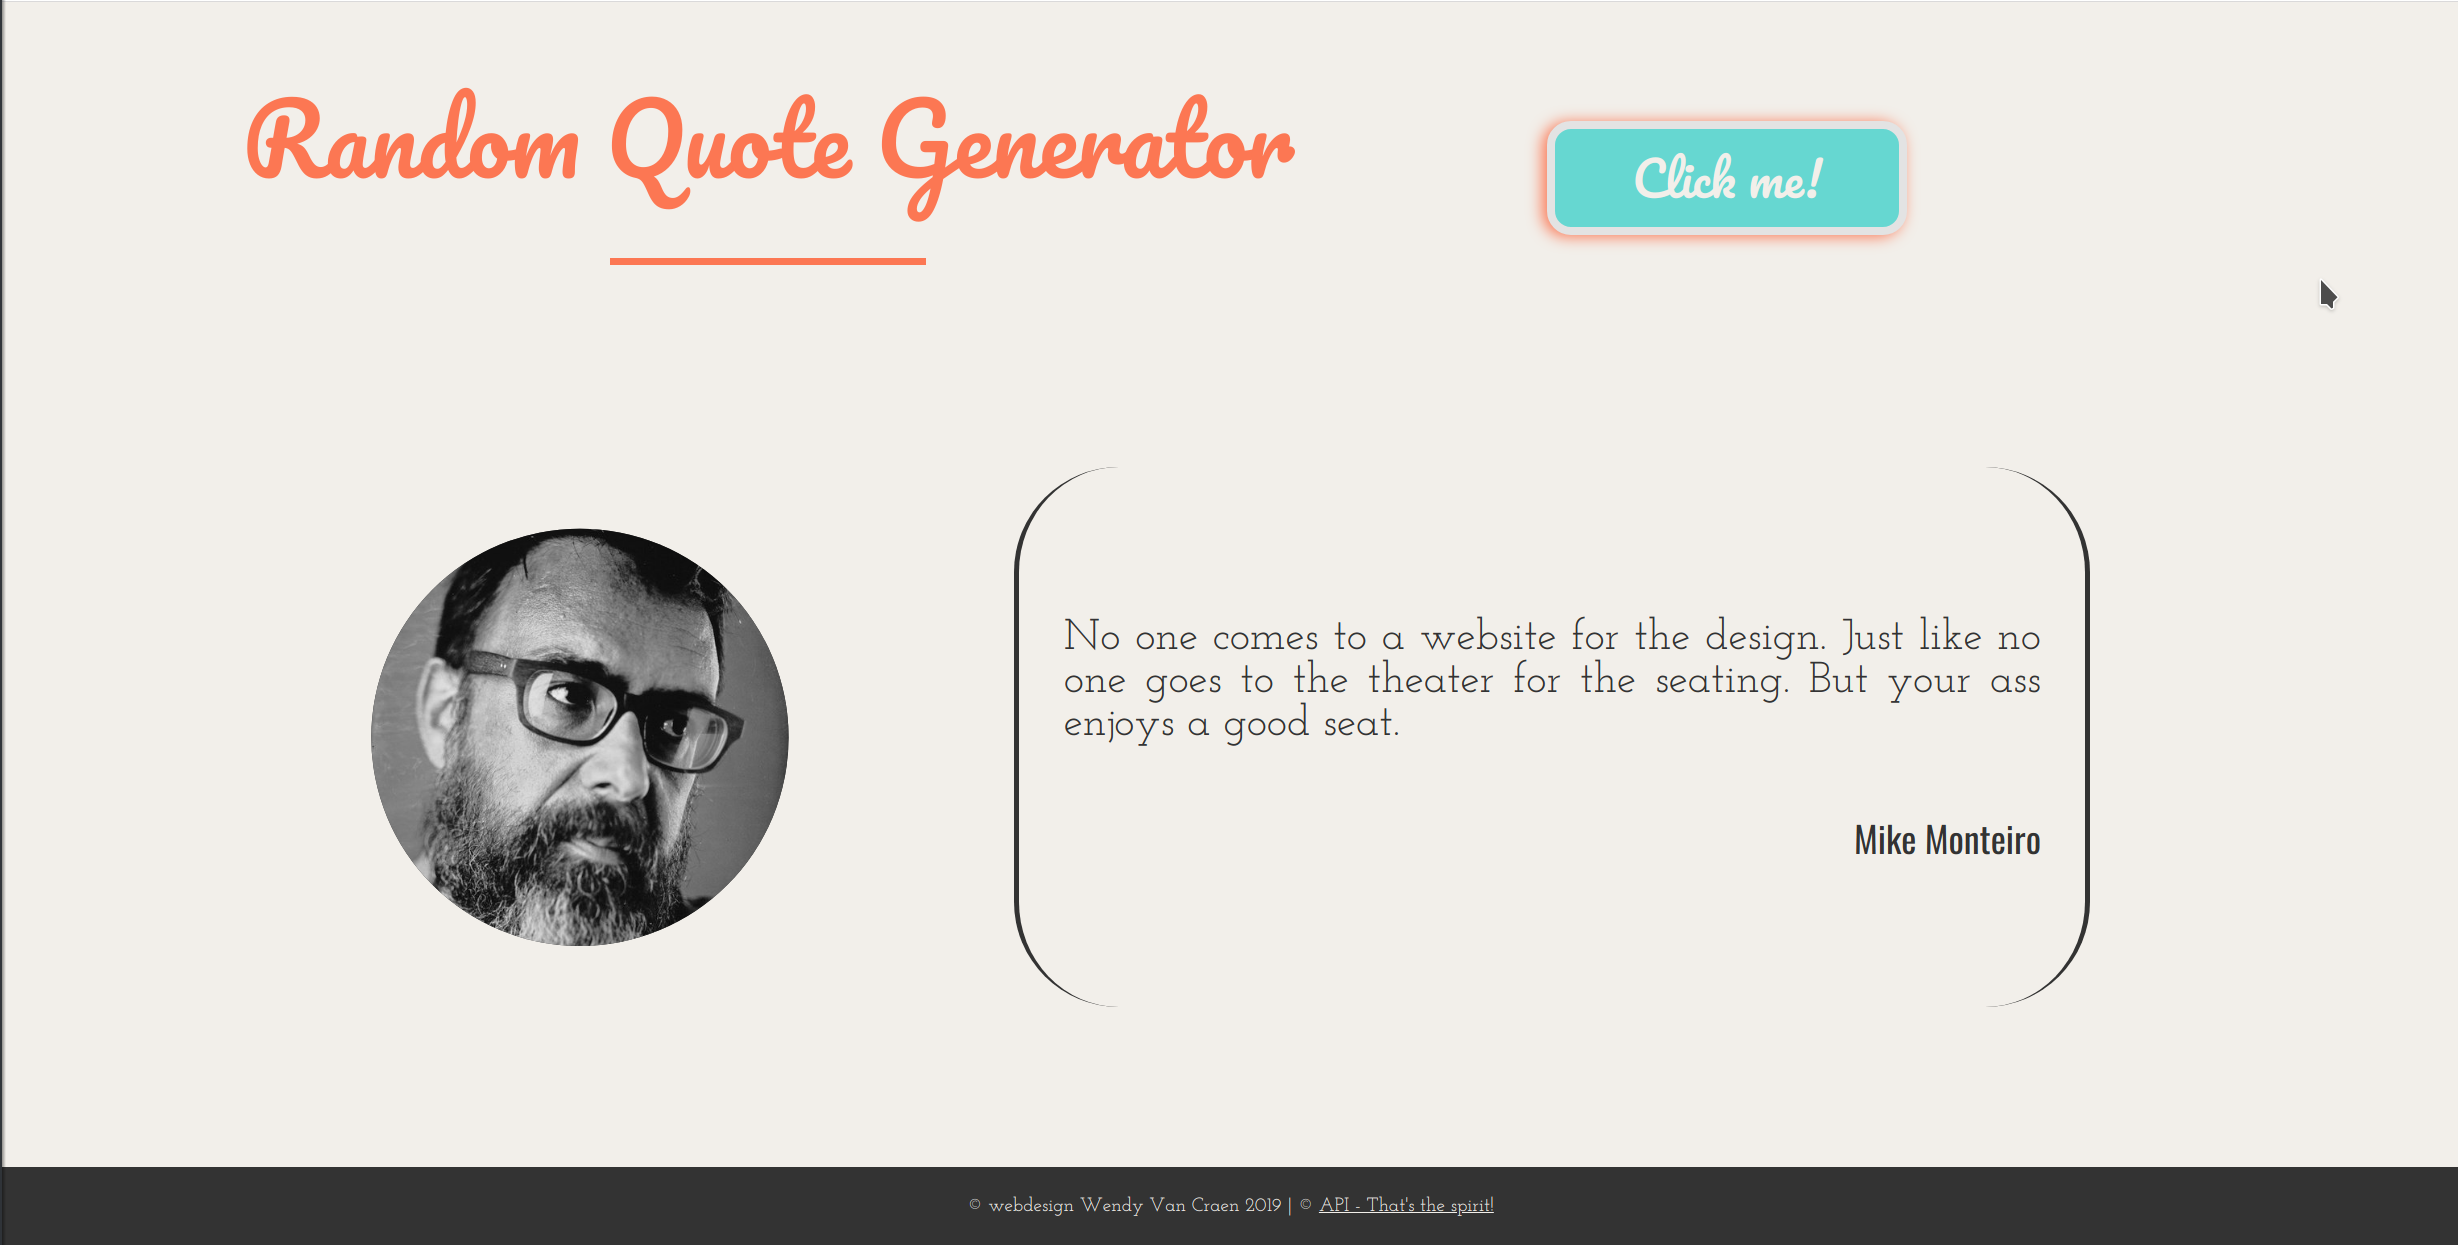 Random Quote Generator
Click me!
No one comes to a website for the design. Just like no
one goes to the theater for the seating. But your ass
enjoys a good seat.
Mike Monteiro
© webdesign Wendy Van Craen 2019 | © API - That's the spirit!